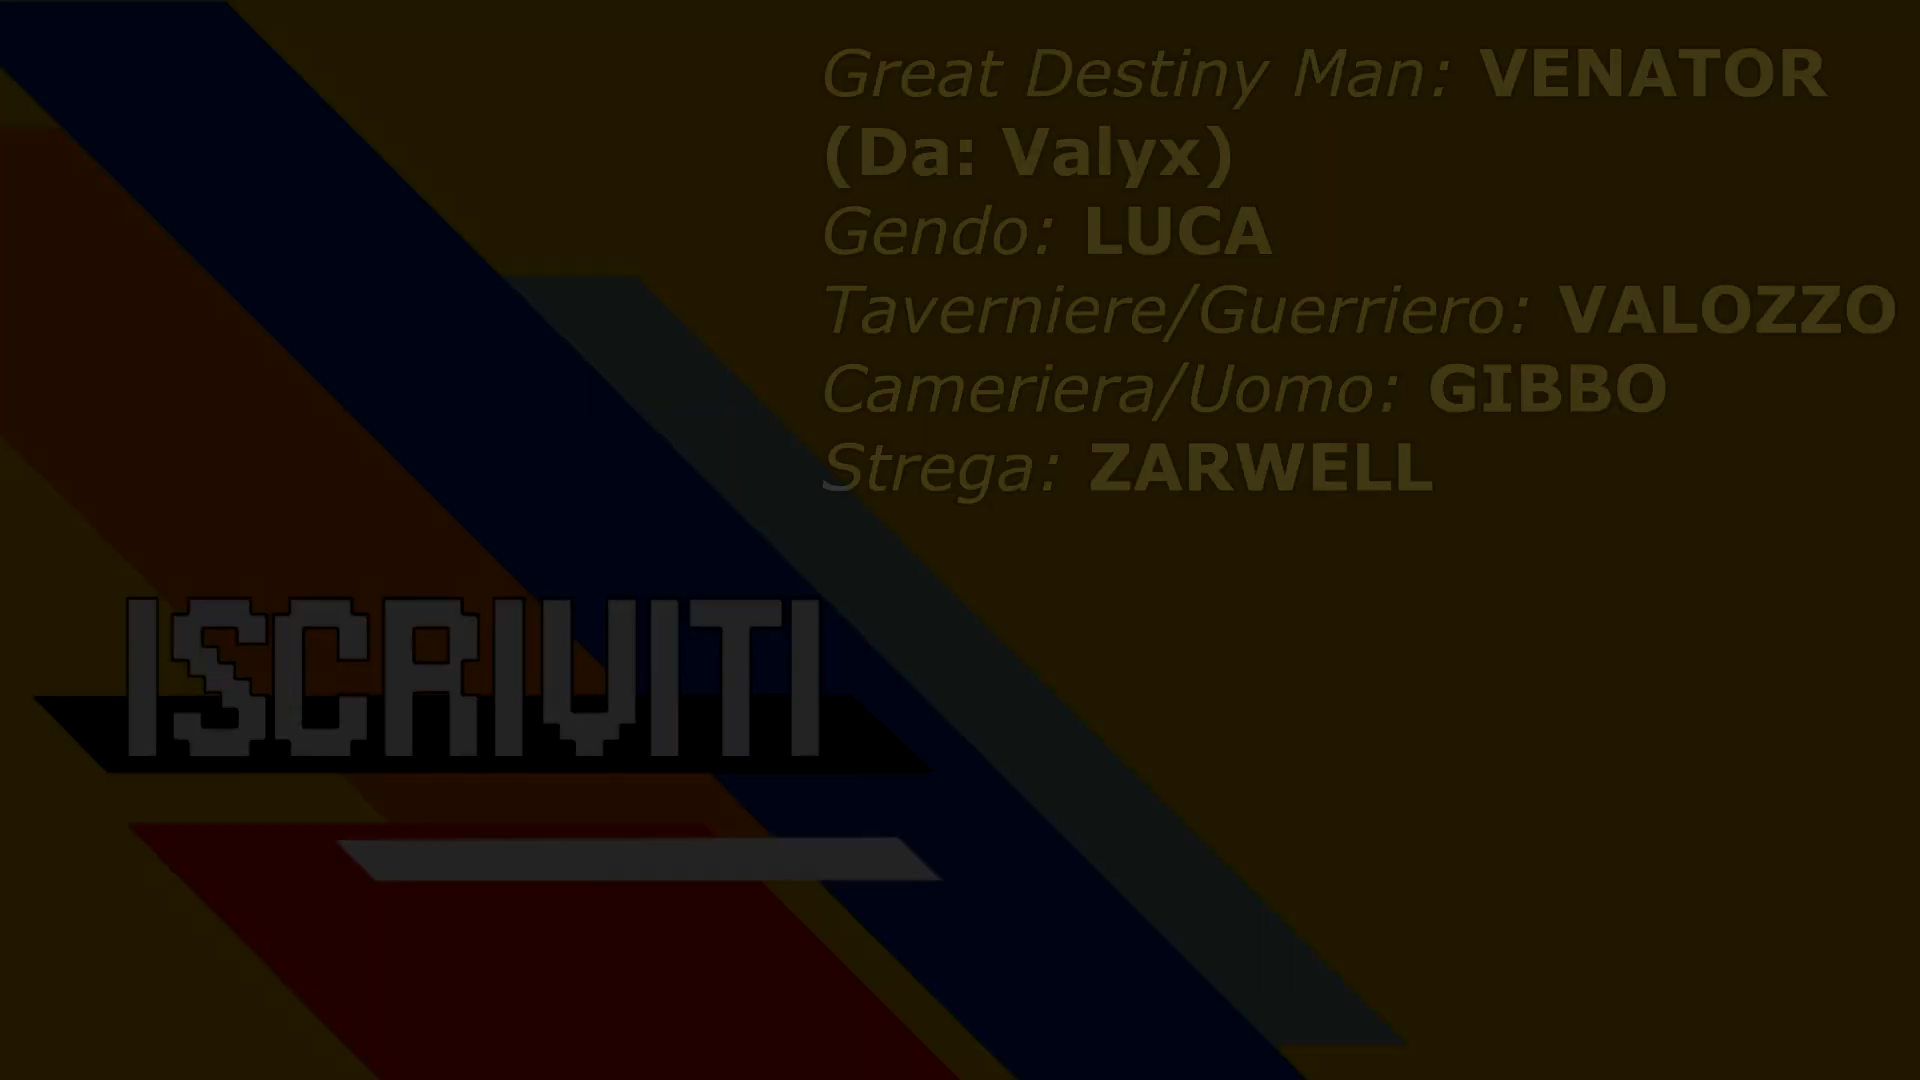 Great Destiny Man: VENATOR
(Da: Valyx)
Gendo: LUCA
Taverniere/Guerriero: VALOZZO
Cameriera/Uomo: GIBBO
Strega: ZARWELL
ISCRIVITI